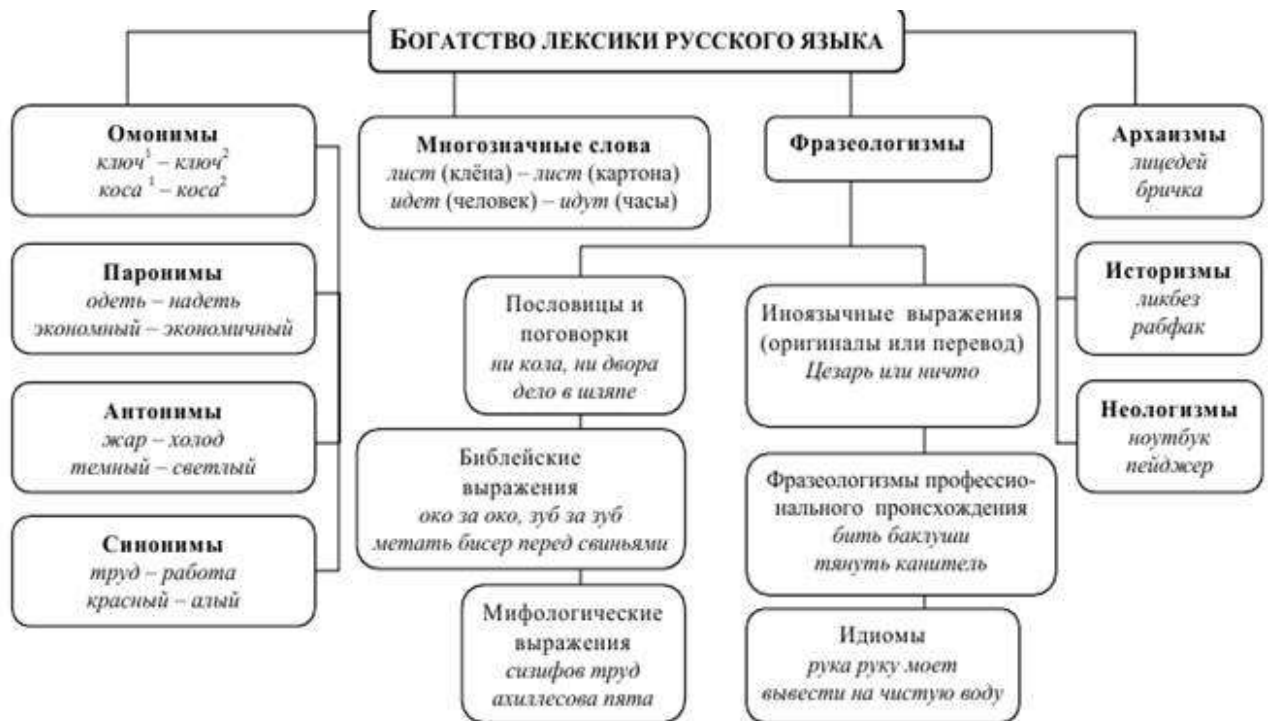 БОГАТСТВО ЛЕКСИКИ РУССКОГО ЯЗЫКА
Омонимы
ключ¹ – ключ²
коса ¹ – коса²
Паронимы
одеть – надеть
экономный – экономичный
Антонимы
жар – холод
темный – светлый
Синонимы
труд – работа
красный – алый
Многозначные слова
лист (клёна) – лист (картона)
идет (человек) – идут (часы)
Фразеологизмы
Пословицы и
поговорки
ни кола, ни двора
дело в шляпе
Библейские
выражения
око за око, зуб за зуб
метать бисер перед свиньями
Мифологические
выражения
сизифов труд
ахиллесова пята
Иноязычные выражения
(оригиналы или перевод)
Цезарь или ничто
Фразеологизмы профессио-
нального происхождения
бить баклуши
тянуть канитель
Идиомы
рука руку моет
вывести на чистую воду
Архаизмы
лицедей
бричка
Историзмы
ликбез
рабфак
Неологизмы
ноутбук
пейджер